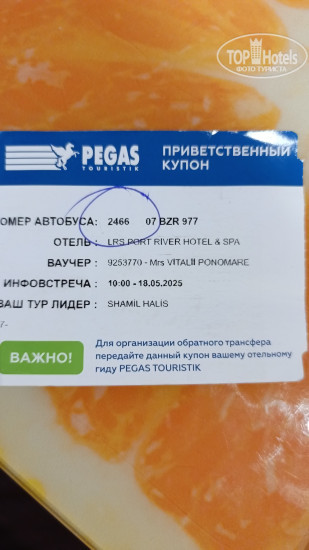 TOP Hotels
ФОТО ТУРИСТА
PEGAS
TOURISTIK
ПРИВЕТСТВЕННЫЙ
КУПОН
ОМЕР АВТОБУСА: 2466 07 BZR 977
ОТЕЛЬ : LRS PORT RIVER HOTEL & SPA
ВАУЧЕР : 9253770 - Mrs VITALII PONOMARE
ИНФОВСТРЕЧА : 10:00 - 18.05.2025
ВАШ ТУР ЛИДЕР : SHAMIL HALIS
7-
ВАЖНО!
Для организации обратного трансфера
передайте данный купон вашему отельному
гиду PEGAS TOURISTIK